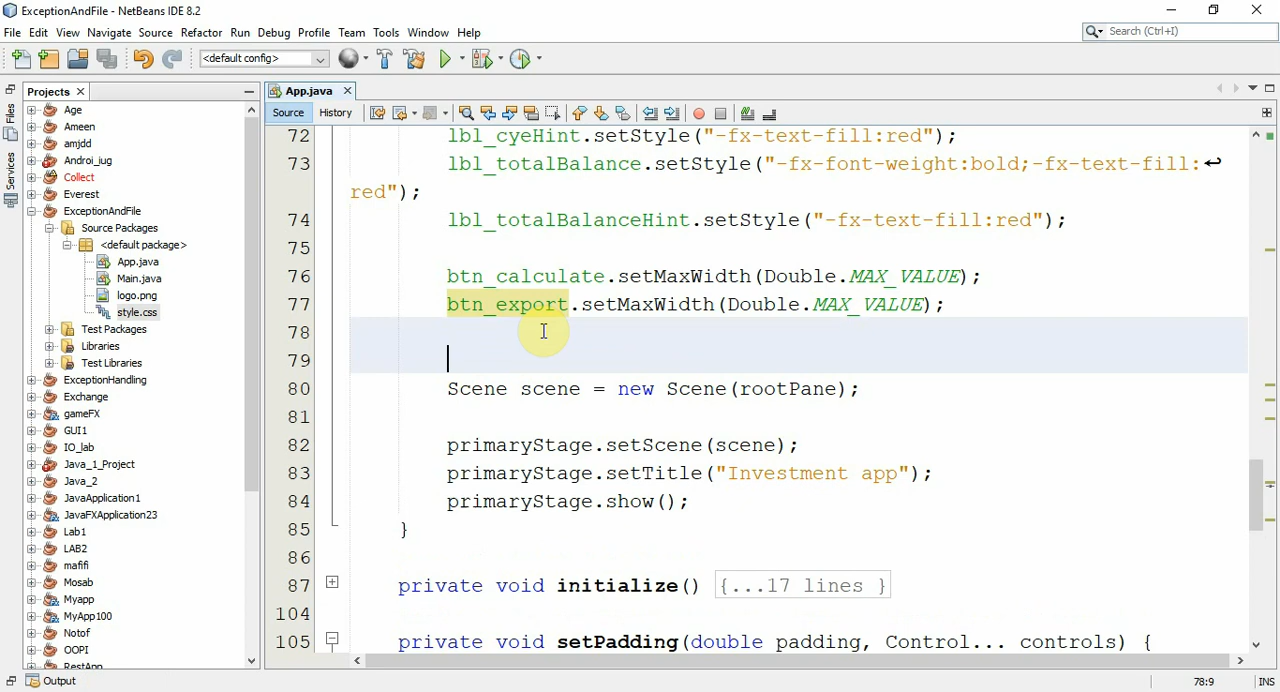 ExceptionAndFile - NetBeans IDE 8.2
File Edit View Navigate Source Refactor Run Debug Profile Team Tools Window Help
Search (Ctrl+I)
<default config>
Files
Services
Projects
Age
Ameen
amjdd
Androi_jug
Collect
Everest
ExceptionAndFile
Source Packages
<default package>
App.java
Main.java
logo.png
style.css
Test Packages
Libraries
Test Libraries
ExceptionHandling
Exchange
gameFX
GUI1
IO_lab
Java_1_Project
Java_2
JavaApplication1
JavaFXApplication23
Lab1
LAB2
mafifi
Mosab
Myapp
MyApp100
Notof
OOPI
RestApp
App.java
Source History
72 lbl_cyeHint.setStyle("-fx-text-fill:red");
73 lbl_totalBalance.setStyle("-fx-font-weight:bold;-fx-text-fill:↵
red");
74 lbl_totalBalanceHint.setStyle("-fx-text-fill:red");
75
76 btn_calculate.setMaxWidth(Double.MAX_VALUE);
77 btn_export.setMaxWidth(Double.MAX_VALUE);
78
79
80 Scene scene = new Scene(rootPane);
81
82 primaryStage.setScene(scene);
83 primaryStage.setTitle("Investment app");
84 primaryStage.show();
85 }
86
87 private void initialize() {...17 lines }
104
105 private void setPadding(double padding, Control... controls) {
Output
78:9
INS